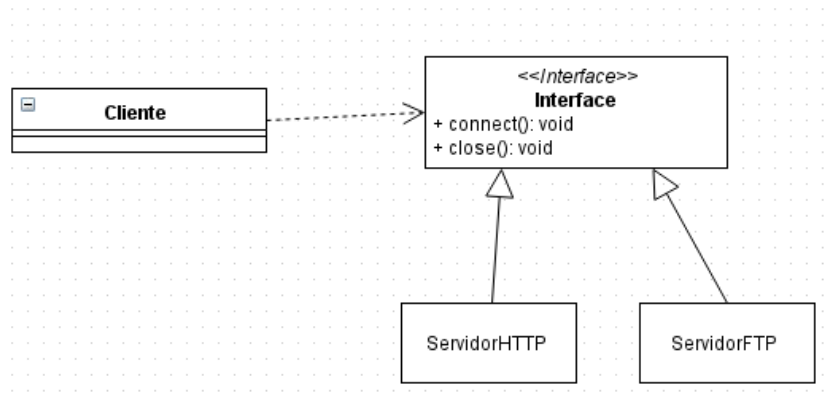 Cliente
<<Interface>>
Interface
+ connect(): void
+ close(): void
ServidorHTTP
ServidorFTP